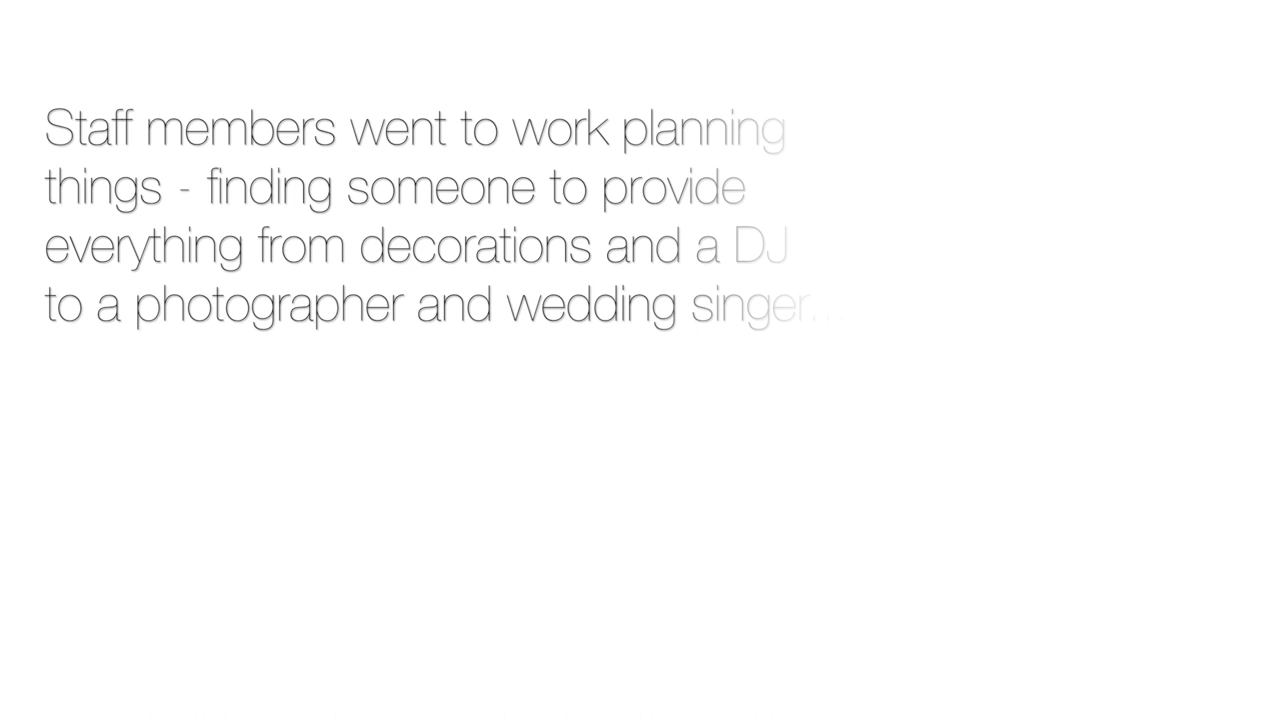 Staff members went to work planning
things - finding someone to provide
everything from decorations and a DJ
to a photographer and wedding singer...